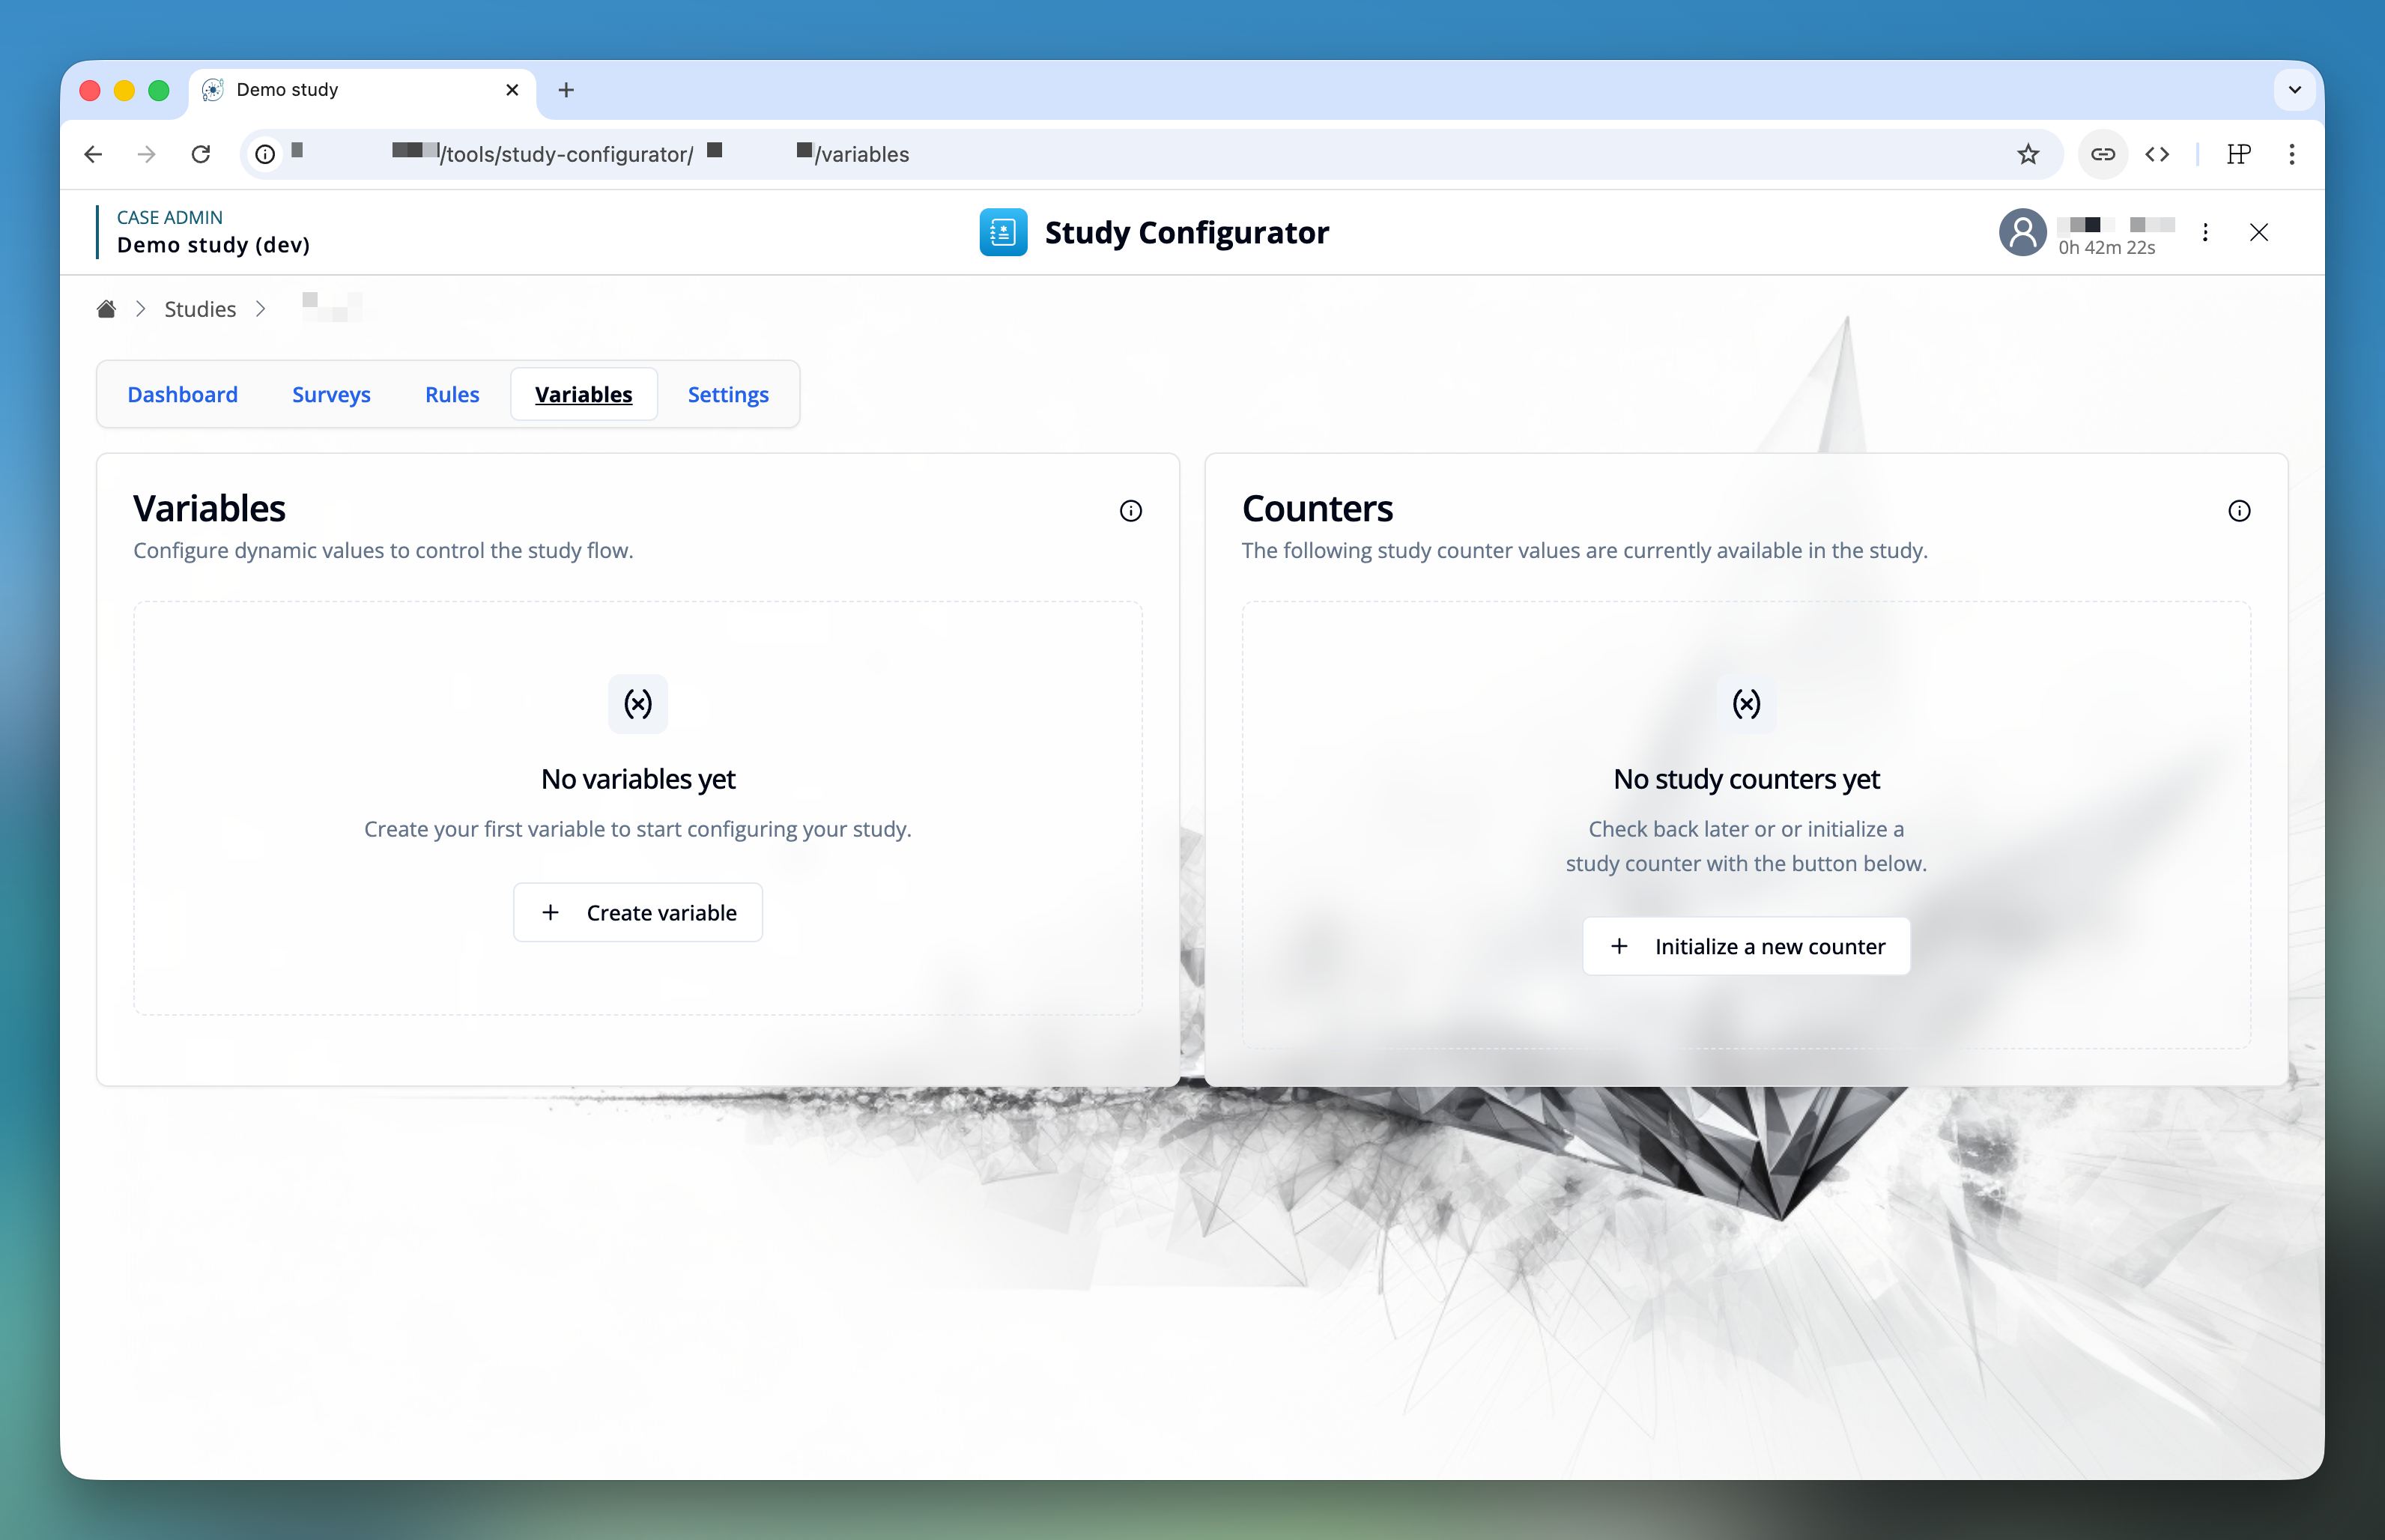 Demo study
/tools/study-configurator/ /variables
CASE ADMIN
Demo study (dev)
Study Configurator
0h 42m 22s
Studies
Dashboard
Surveys
Rules
Variables
Settings
Variables
Configure dynamic values to control the study flow.
No variables yet
Create your first variable to start configuring your study.
Create variable
Counters
The following study counter values are currently available in the study.
No study counters yet
Check back later or or initialize a
study counter with the button below.
Initialize a new counter